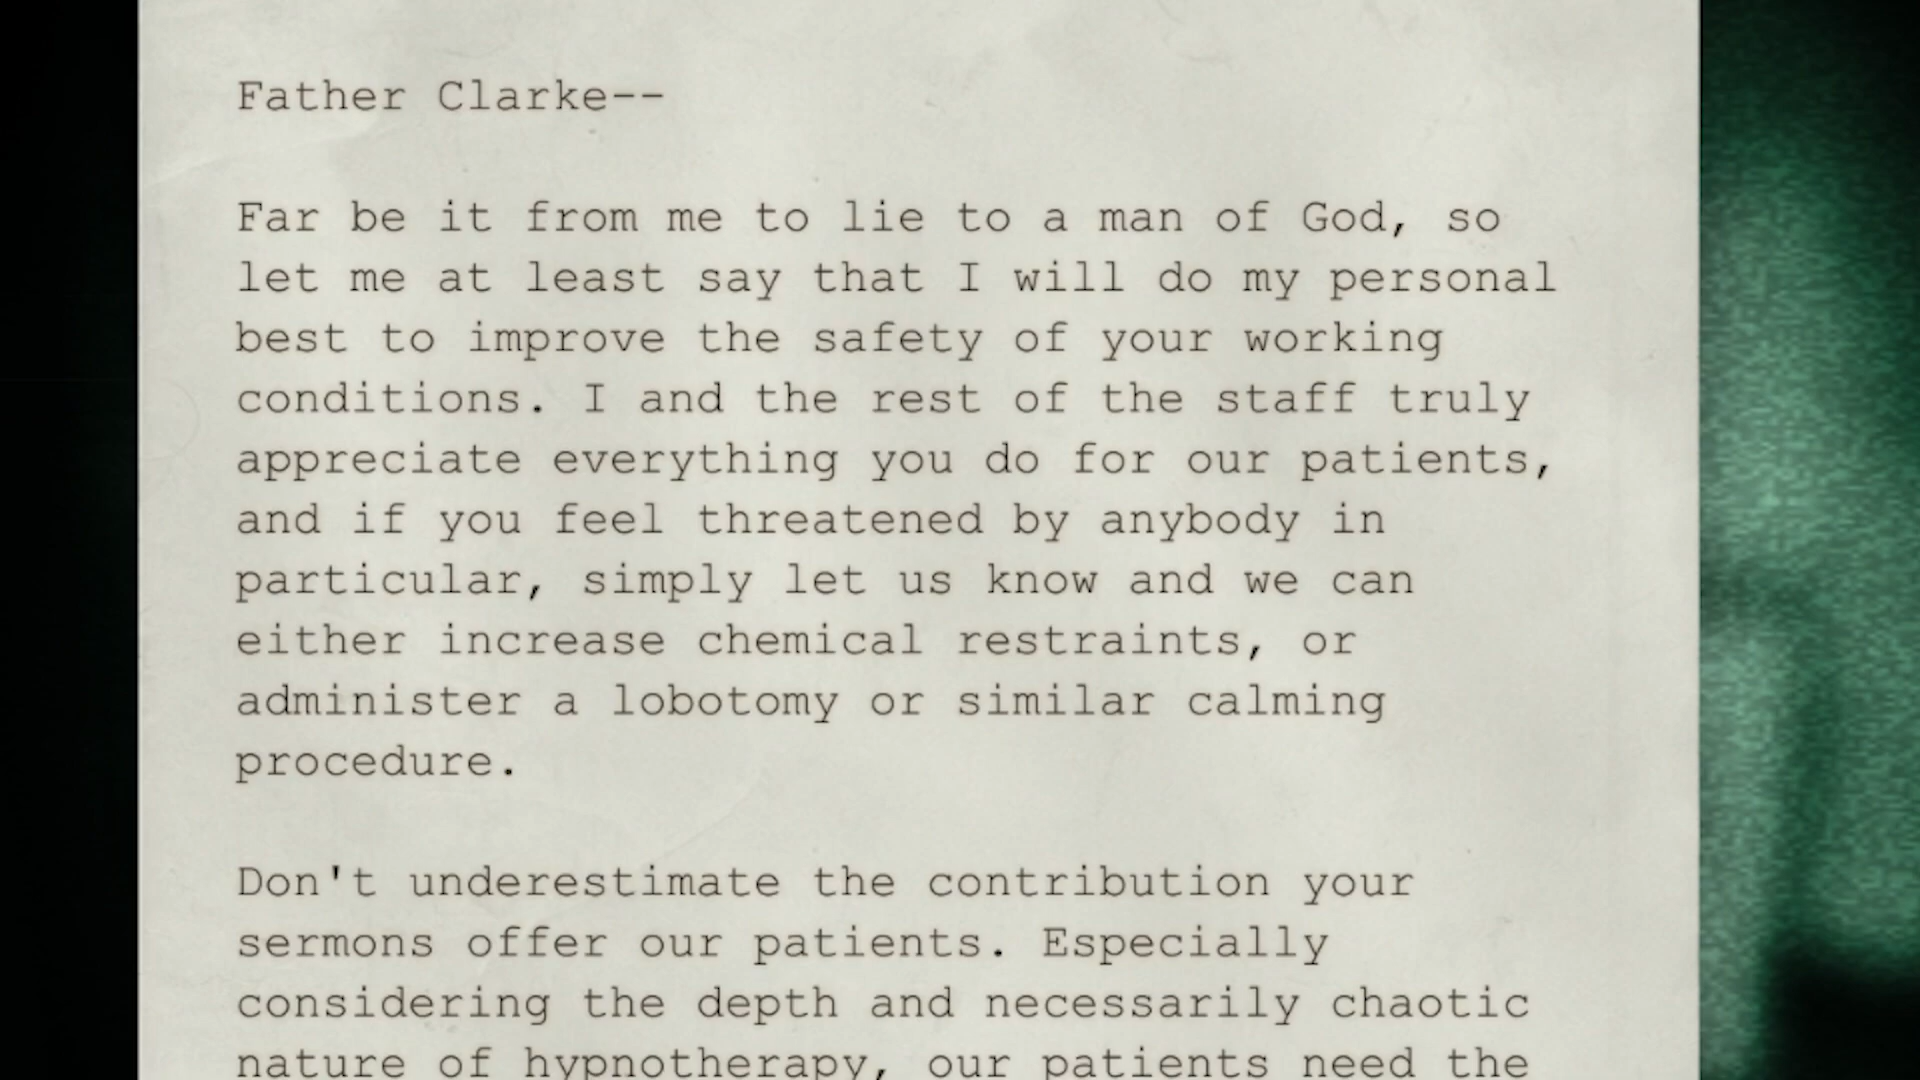 Father Clarke--
Far be it from me to lie to a man of God, so
let me at least say that I will do my personal
best to improve the safety of your working
conditions. I and the rest of the staff truly
appreciate everything you do for our patients,
and if you feel threatened by anybody in
particular, simply let us know and we can
either increase chemical restraints, or
administer a lobotomy or similar calming
procedure.
Don't underestimate the contribution your
sermons offer our patients. Especially
considering the depth and necessarily chaotic
nature of hypnotherapy, our patients need the